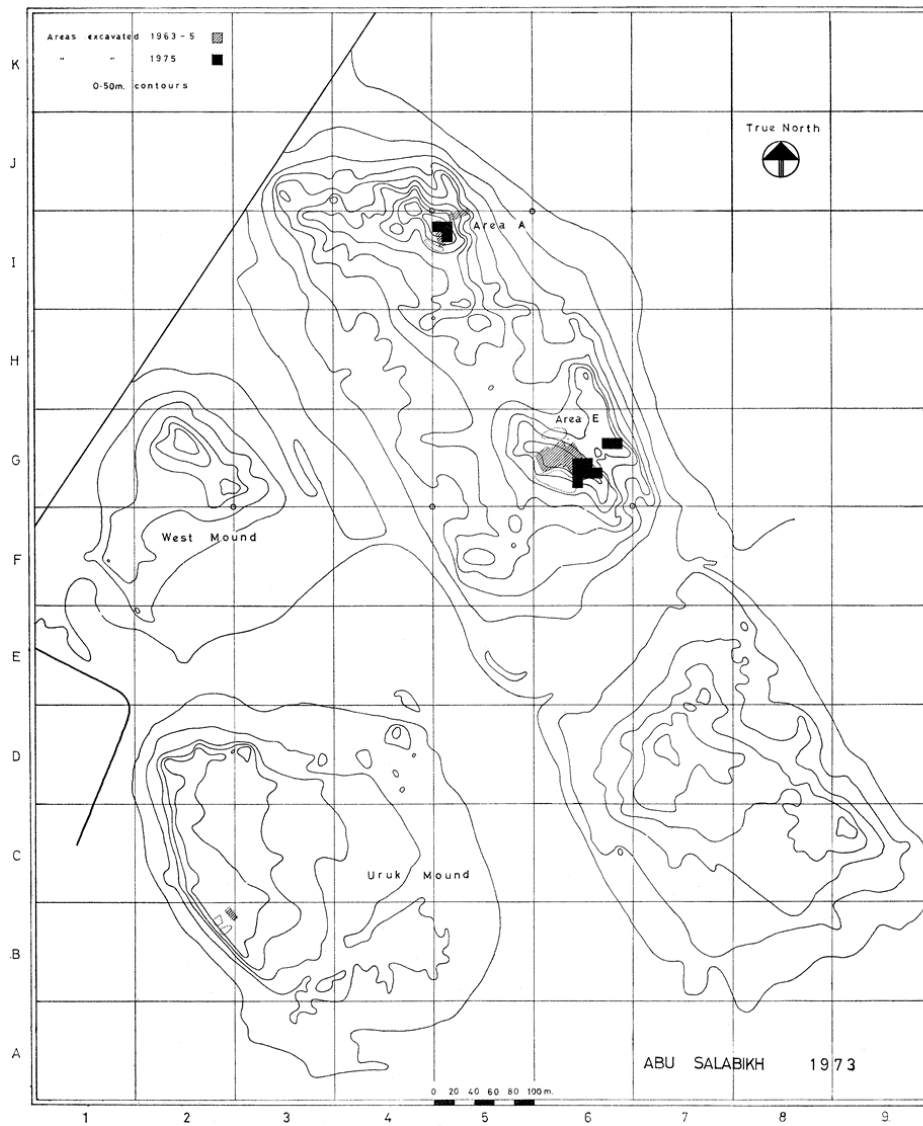 Areas excavated 1963-5
" " 1975
0·50m. contours
True North
K
J
I
H
G
F
E
D
C
B
A
Area A
Area E
West Mound
Uruk Mound
ABU SALABIKH 1973
0 20 40 60 80 100 m.
1 2 3 4 5 6 7 8 9.